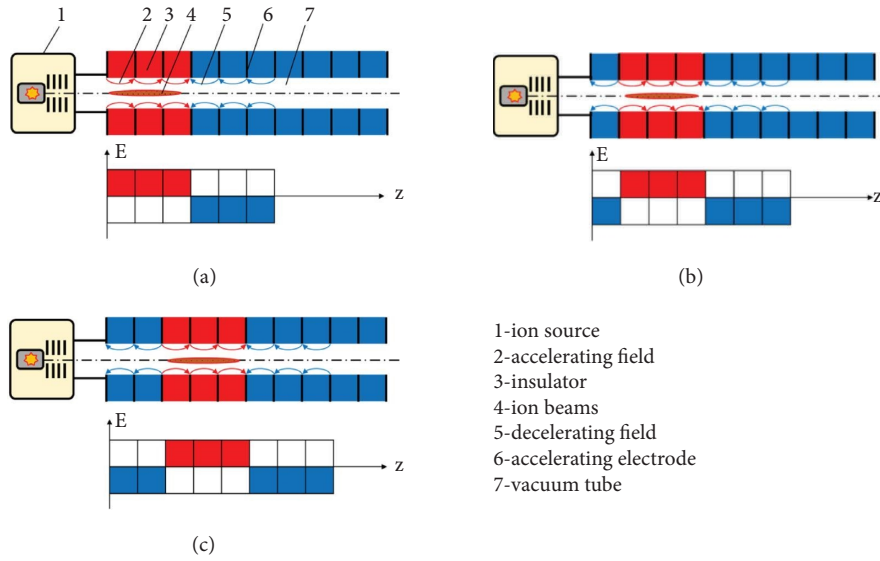 (a)
1 2 3 4 5 6 7
E
z
(a)
E
z
(b)
E
z
(c)
1-ion source
2-accelerating field
3-insulator
4-ion beams
5-decelerating field
6-accelerating electrode
7-vacuum tube